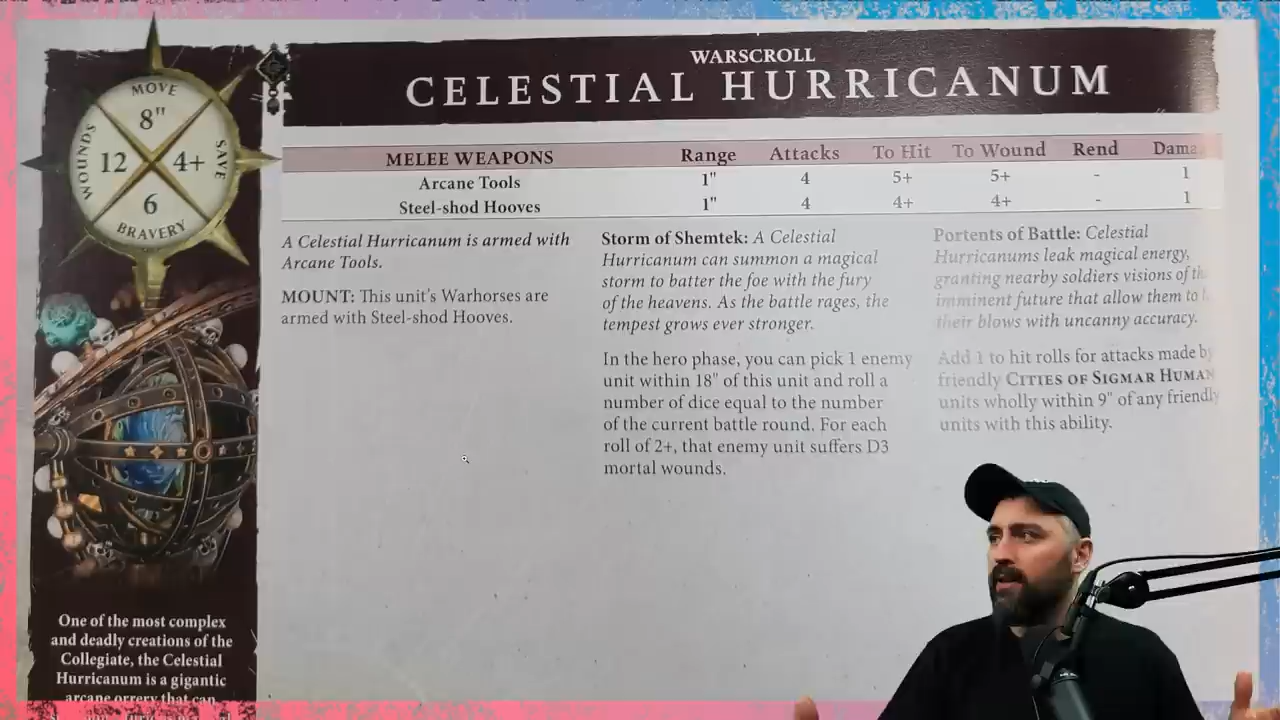 WARSCROLL
CELESTIAL HURRICANUM
MOVE
8"
WOUNDS
12
4+
SAVE
6
BRAVERY
MELEE WEAPONS Range Attacks To Hit To Wound Rend Dama
Arcane Tools 1" 4 5+ 5+ - 1
Steel-shod Hooves 1" 4 4+ 4+ - 1
A Celestial Hurricanum is armed with
Arcane Tools.
MOUNT: This unit's Warhorses are
armed with Steel-shod Hooves.
Storm of Shemtek: A Celestial
Hurricanum can summon a magical
storm to batter the foe with the fury
of the heavens. As the battle rages, the
tempest grows ever stronger.
In the hero phase, you can pick 1 enemy
unit within 18" of this unit and roll a
number of dice equal to the number
of the current battle round. For each
roll of 2+, that enemy unit suffers D3
mortal wounds.
Portents of Battle: Celestial
Hurricanums leak magical energy,
granting nearby soldiers visions of th
imminent future that allow them to
their blows with uncanny accuracy.
Add 1 to hit rolls for attacks made by
friendly CITIES OF SIGMAR HUMAN
units wholly within 9" of any friendly
units with this ability.
One of the most complex
and deadly creations of the
Collegiate, the Celestial
Hurricanum is a gigantic
arcane orrery that can